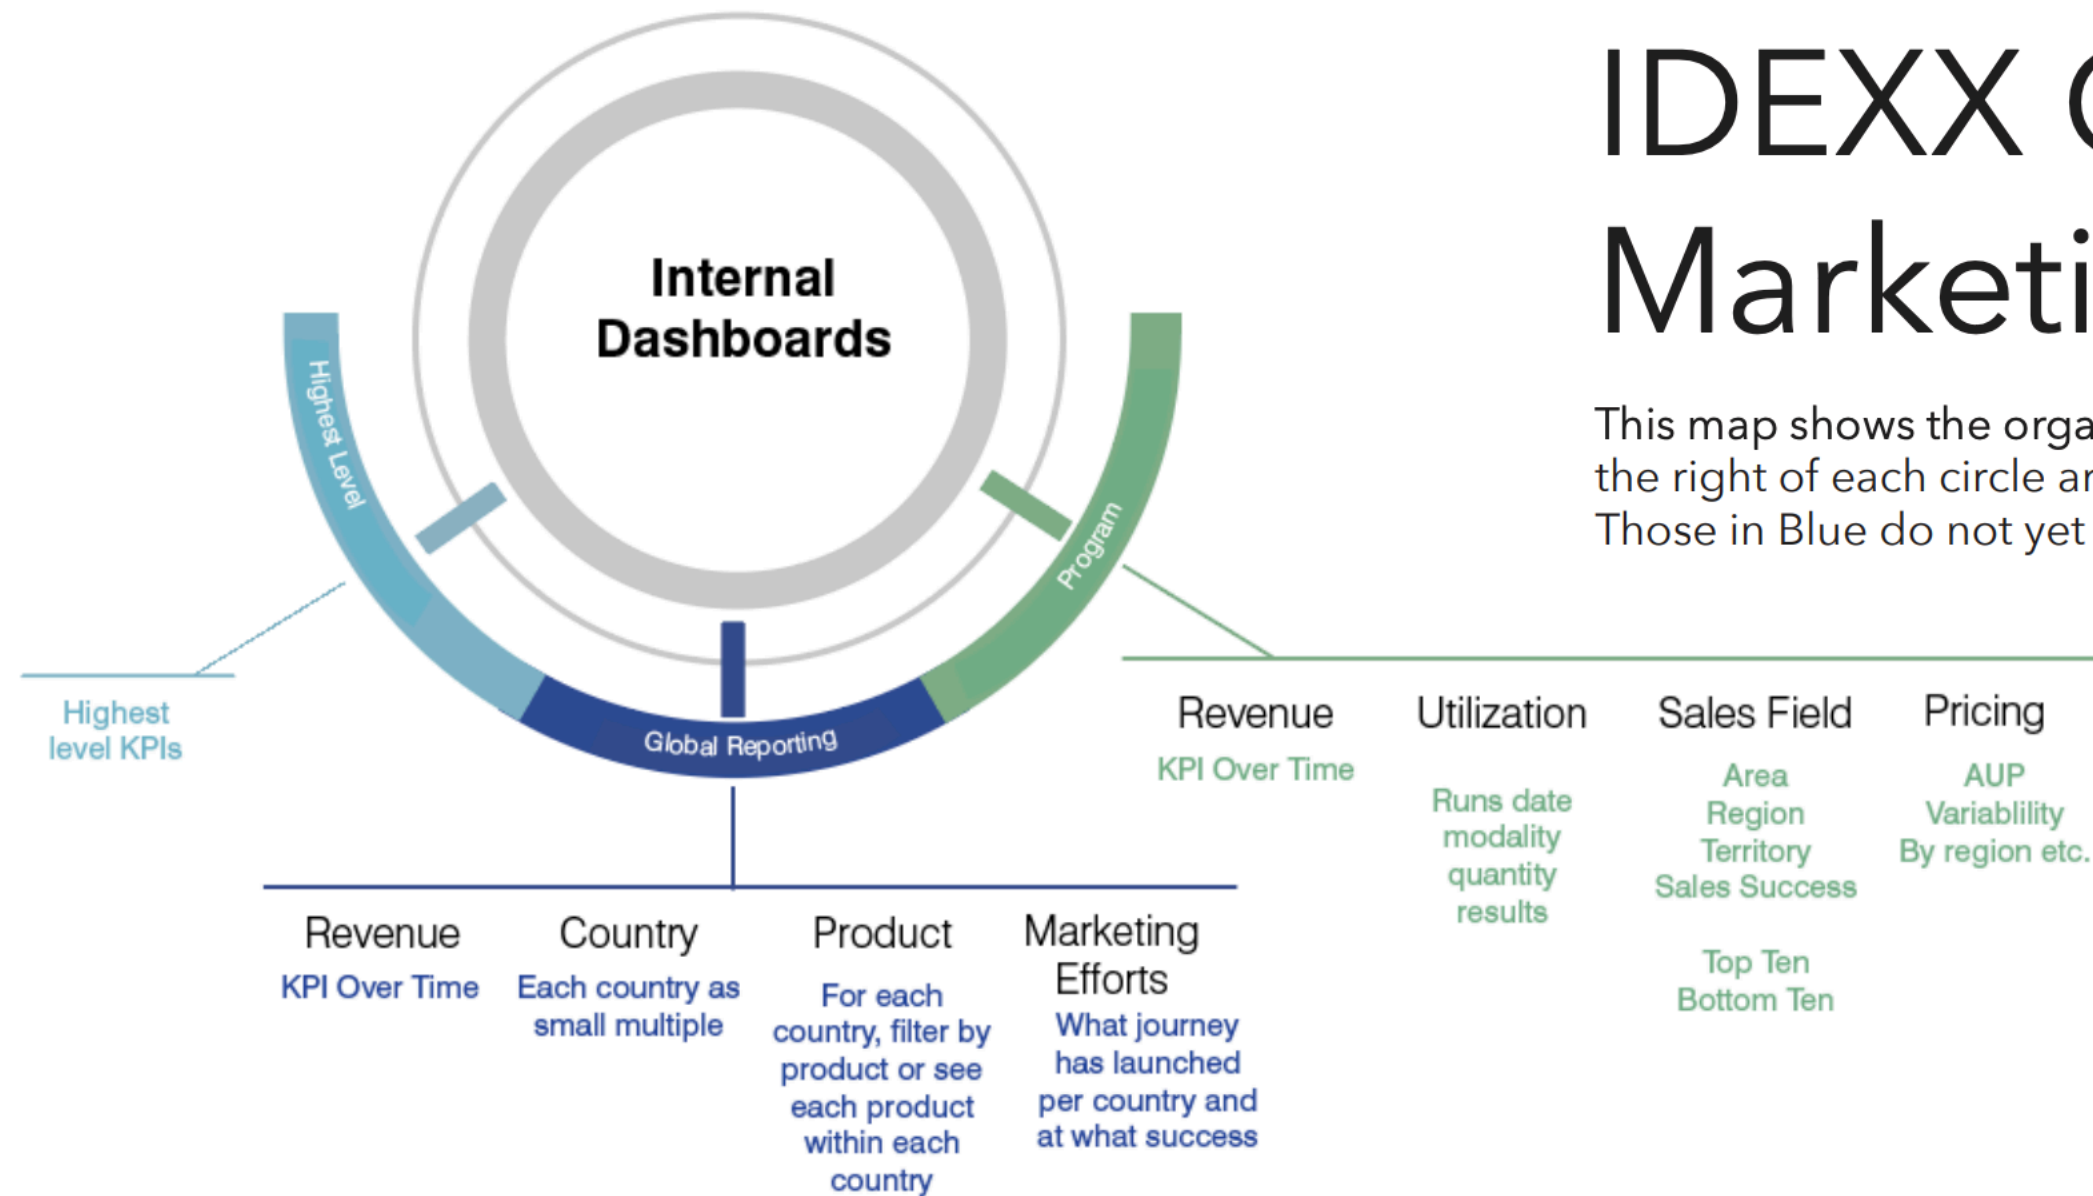 IDEXX
Marketi
This map shows the orga
the right of each circle ar
Those in Blue do not yet
Internal
Dashboards
Highest Level
Global Reporting
Program
Highest
level KPIs
Revenue
KPI Over Time
Country
Each country as
small multiple
Product
For each
country, filter by
product or see
each product
within each
country
Marketing
Efforts
What journey
has launched
per country and
at what success
Revenue
KPI Over Time
Utilization
Runs date
modality
quantity
results
Sales Field
Area
Region
Territory
Sales Success
Top Ten
Bottom Ten
Pricing
AUP
Variablility
By region etc.